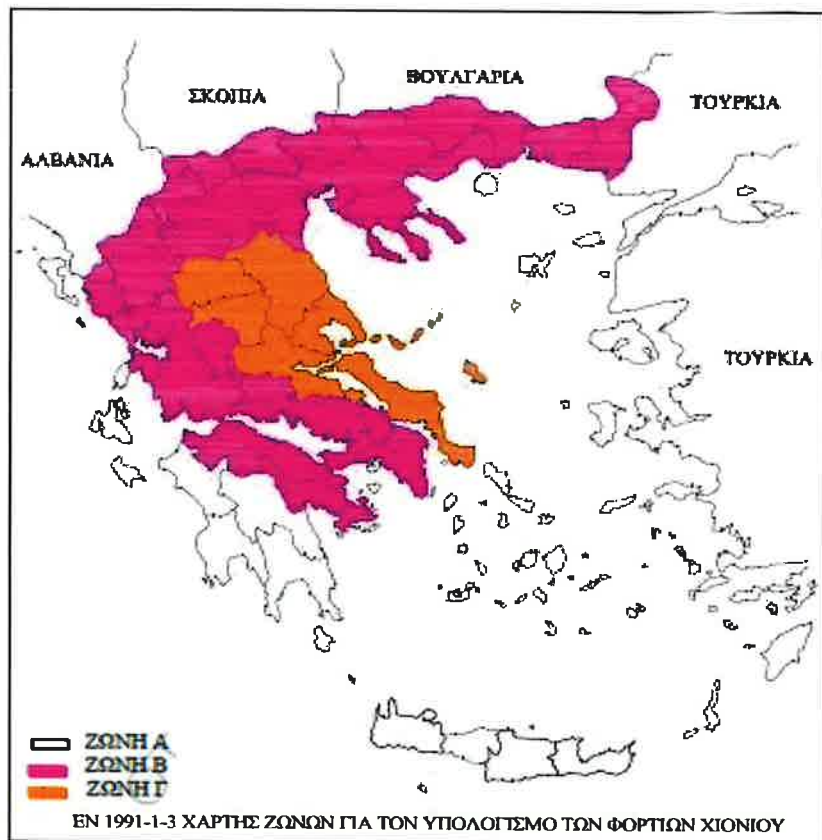 ΒΟΥΛΓΑΡΙΑ
ΣΚΟΠΙΑ
ΤΟΥΡΚΙΑ
ΑΛΒΑΝΙΑ
ΤΟΥΡΚΙΑ
ΖΩΝΗ Α
ΖΩΝΗ Β
ΖΩΝΗ Γ
ΕΝ 1991-1-3 ΧΑΡΤΗΣ ΖΩΝΩΝ ΓΙΑ ΤΟΝ ΥΠΟΛΟΓΙΣΜΟ ΤΩΝ ΦΟΡΤΙΩΝ ΧΙΟΝΙΟΥ